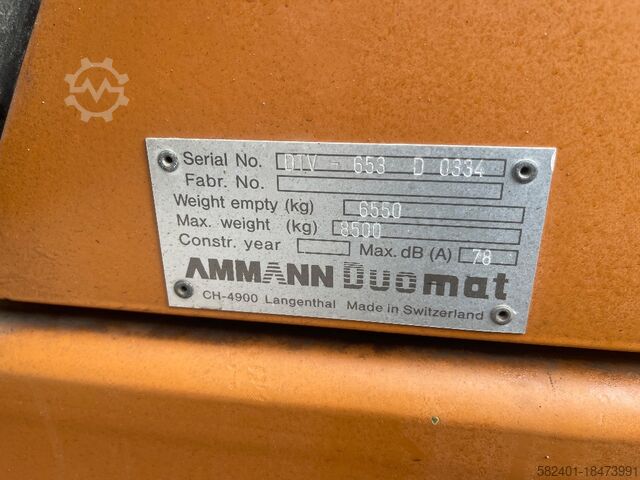 Serial No. DIV - 653 D 0334
Fabr. No.
Weight empty (kg) 6550
Max. weight (kg) 8500
Constr. year Max. dB (A) 78
AMMANN DUOmat
CH-4900 Langenthal Made in Switzerland
582401-18473991